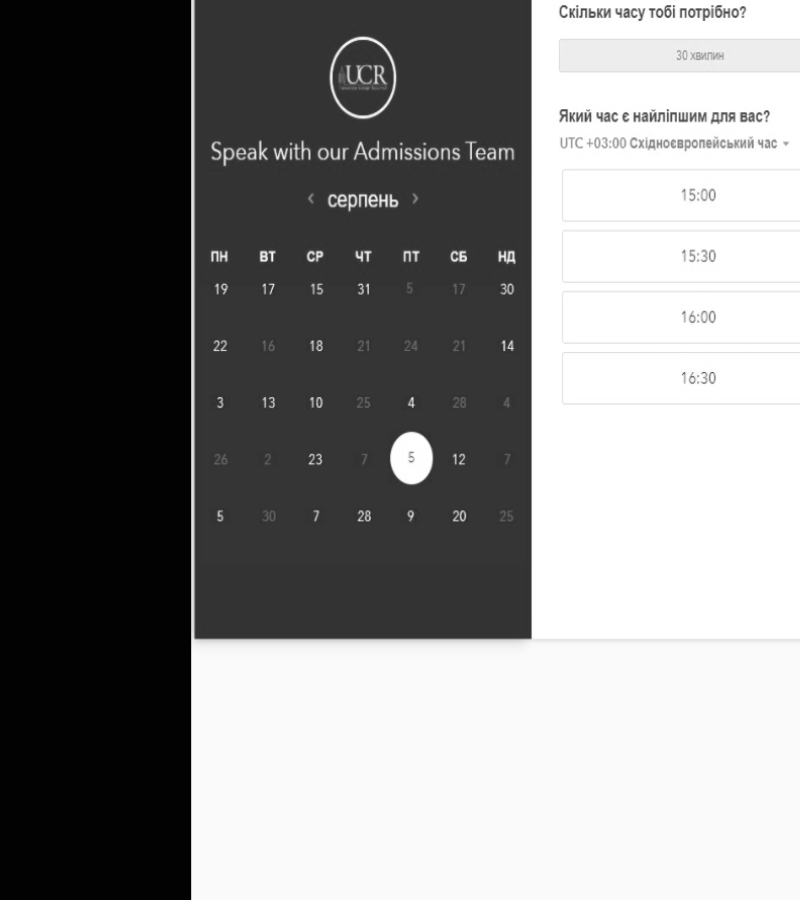 UCR
Speak with our Admissions Team
серпень
ПН ВТ СР ЧТ ПТ СБ НД
19 17 15 31 5 17 30
22 16 18 21 24 21 14
3 13 10 25 4 28 4
26 2 23 7 5 12 7
5 30 7 28 9 20 25
Скільки часу тобі потрібно?
30 хвилин
Який час є найліпшим для вас?
UTC +03:00 Східноєвропейський час
15:00
15:30
16:00
16:30